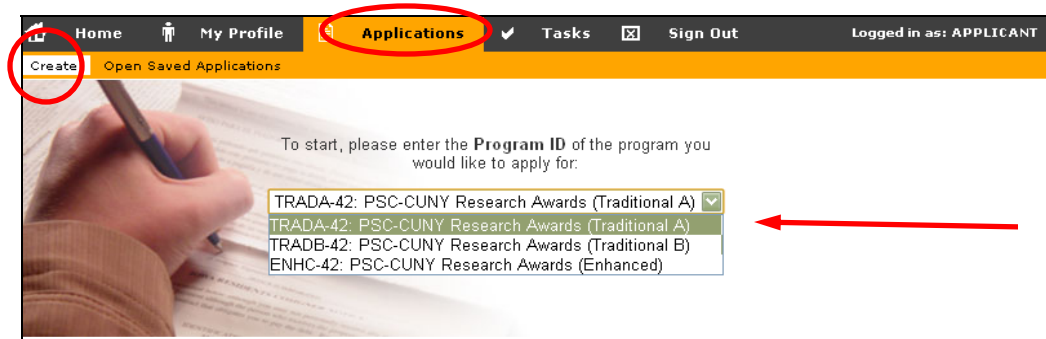 Home My Profile Applications Tasks Sign Out Logged in as: APPLICANT
Create Open Saved Applications
To start, please enter the Program ID of the program you
would like to apply for:
TRADA-42: PSC-CUNY Research Awards (Traditional A)
TRADA-42: PSC-CUNY Research Awards (Traditional A)
TRADB-42: PSC-CUNY Research Awards (Traditional B)
ENHC-42: PSC-CUNY Research Awards (Enhanced)